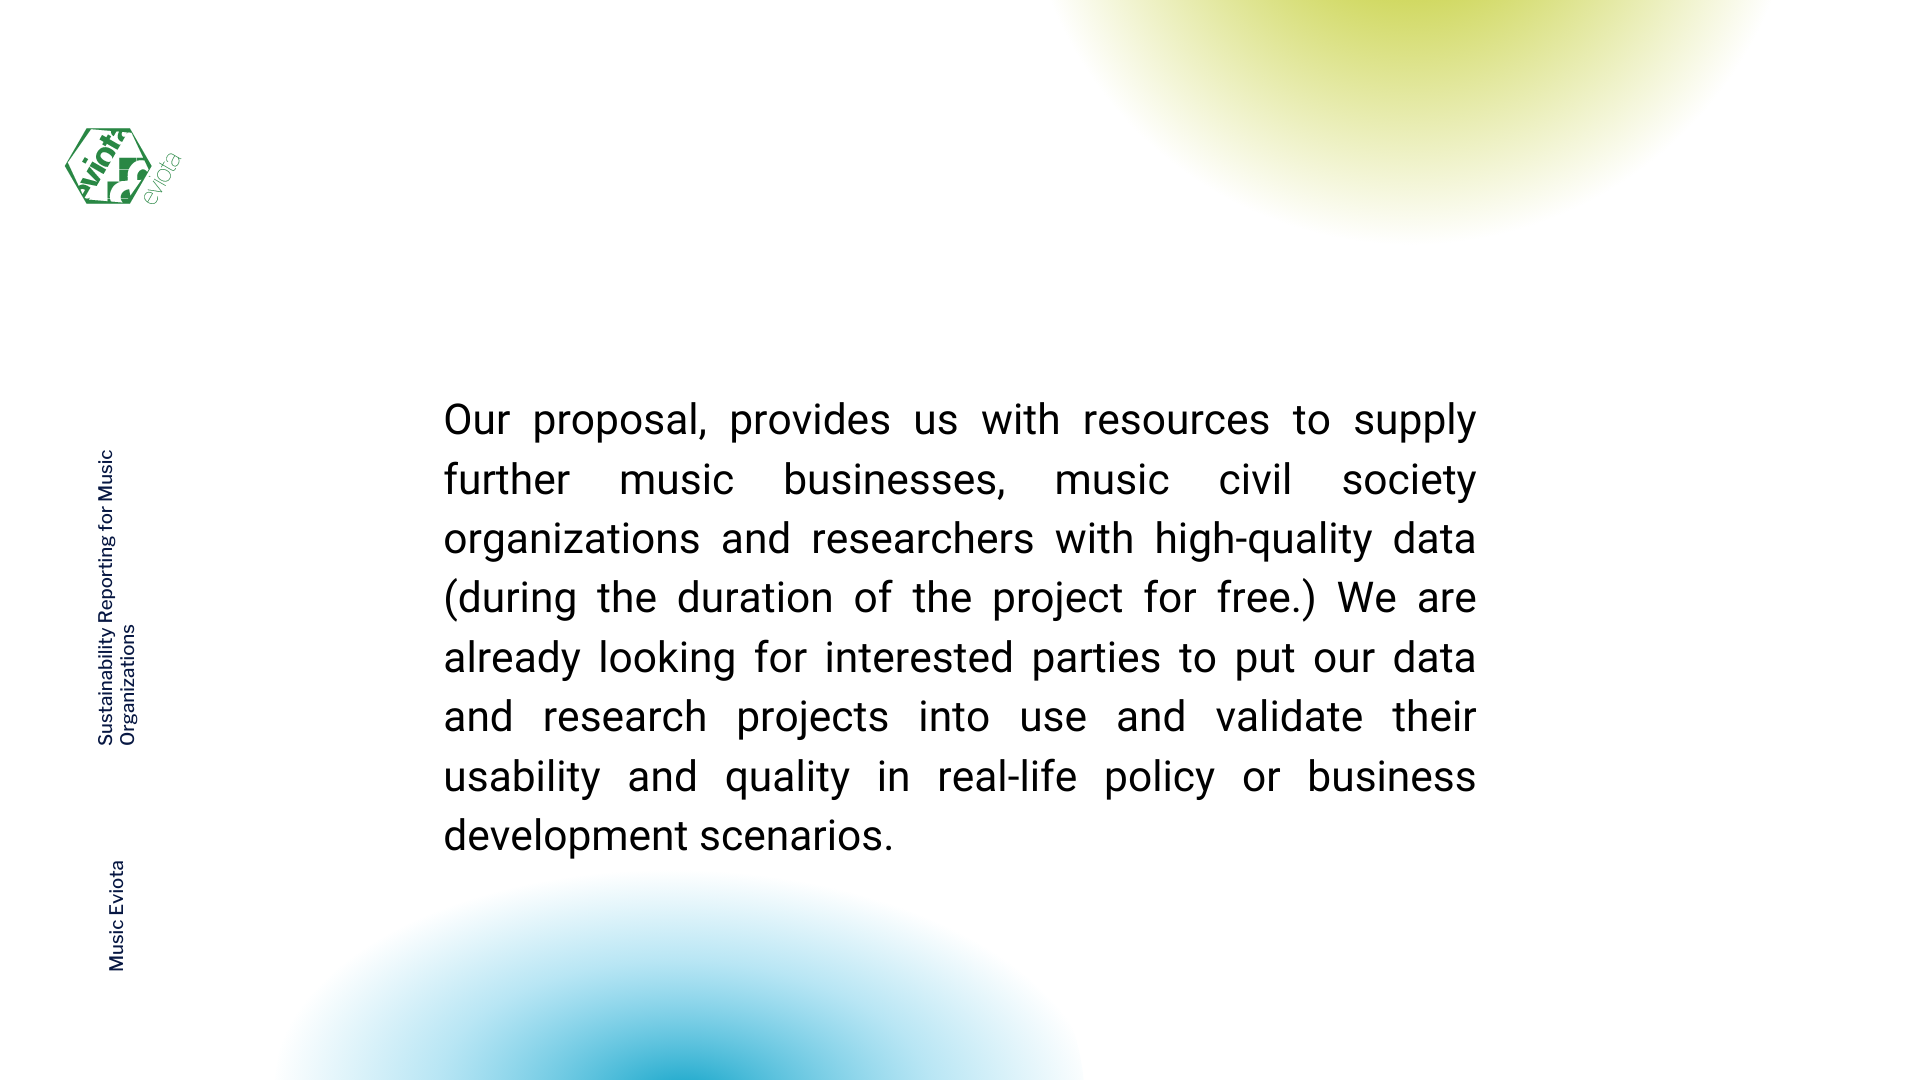 eviota
eviota
Our proposal, provides us with resources to supply
further music businesses, music civil society
organizations and researchers with high-quality data
(during the duration of the project for free.) We are
already looking for interested parties to put our data
and research projects into use and validate their
usability and quality in real-life policy or business
development scenarios.
Sustainability Reporting for Music
Organizations
Music Eviota